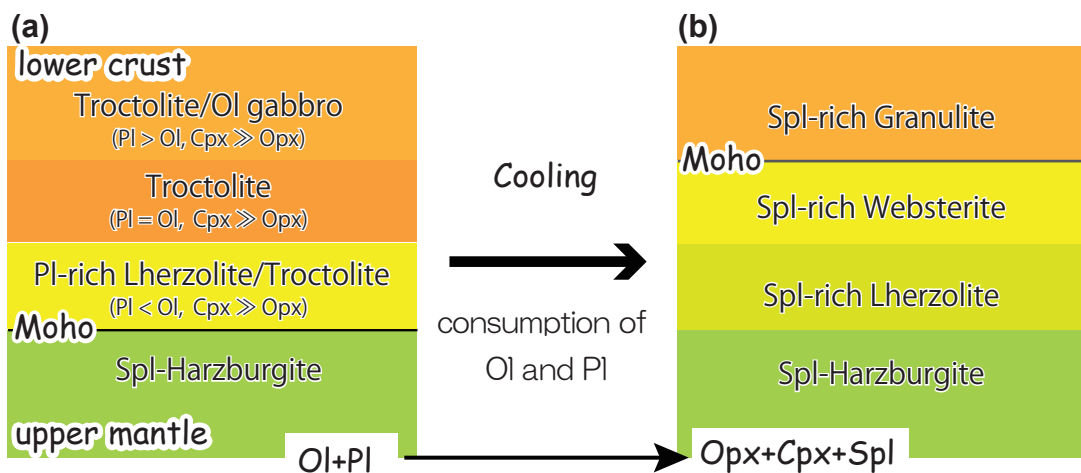 (a)
lower crust
Troctolite/Ol gabbro
(Pl > Ol, Cpx ≫ Opx)
Troctolite
(Pl = Ol, Cpx ≫ Opx)
Pl-rich Lherzolite/Troctolite
(Pl < Ol, Cpx ≫ Opx)
Moho
Spl-Harzburgite
upper mantle
Ol+Pl
Cooling
consumption of
Ol and Pl
(b)
Spl-rich Granulite
Moho
Spl-rich Websterite
Spl-rich Lherzolite
Spl-Harzburgite
Opx+Cpx+Spl